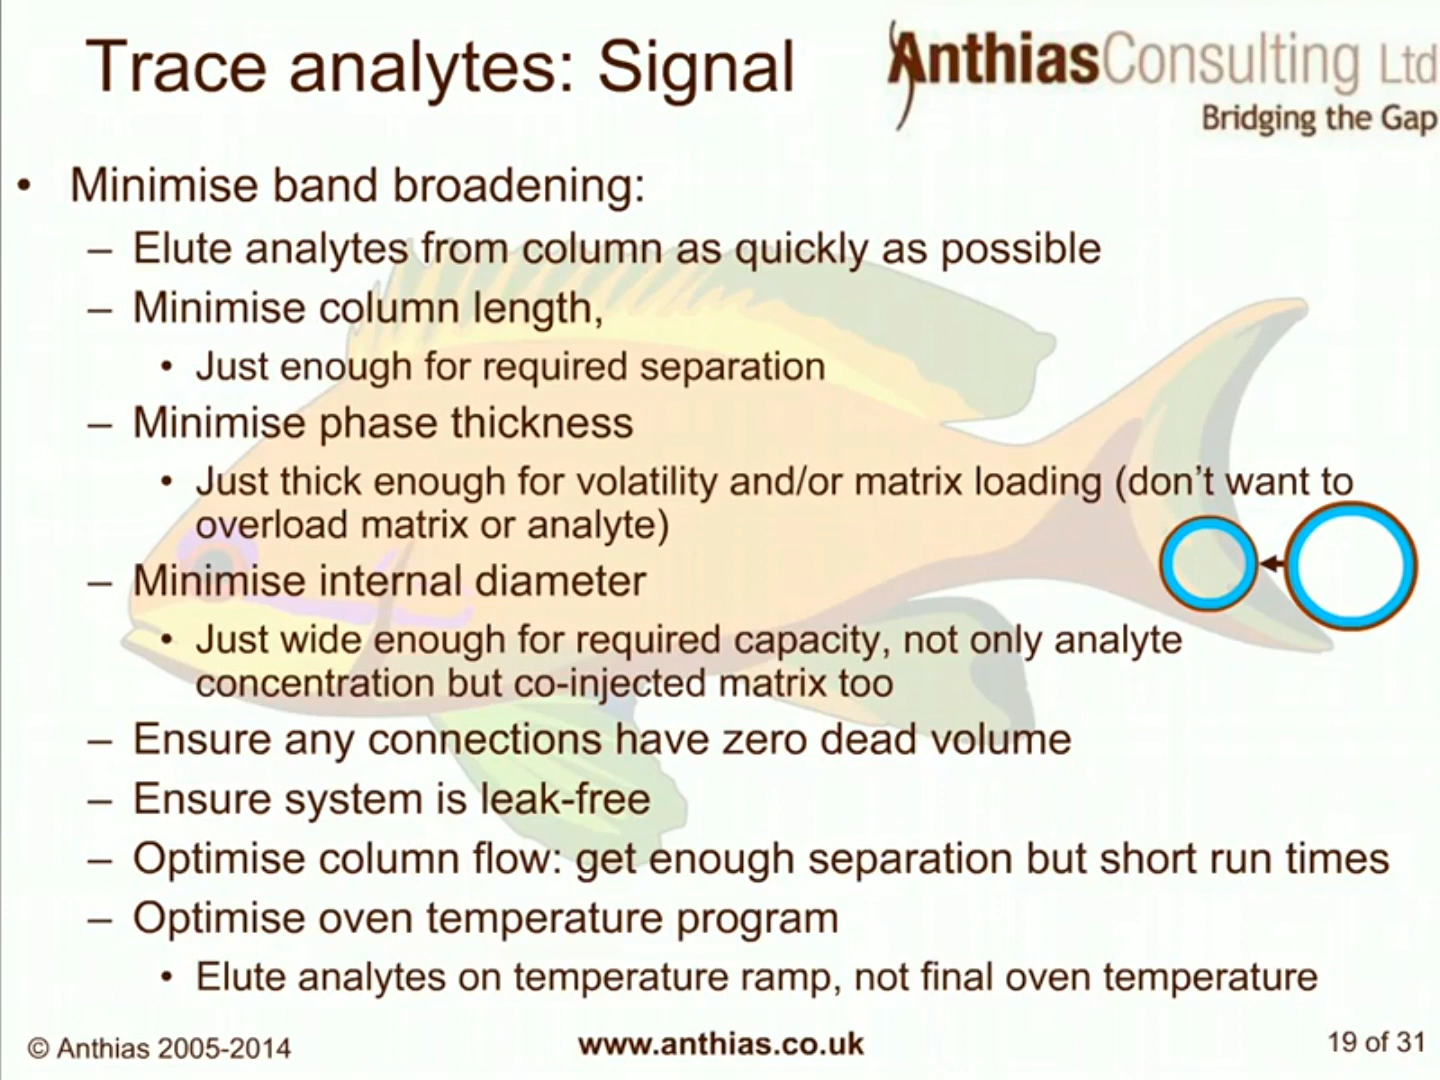 Trace analytes: Signal
AnthiasConsulting Ltd
Bridging the Gap
• Minimise band broadening:
– Elute analytes from column as quickly as possible
– Minimise column length,
• Just enough for required separation
– Minimise phase thickness
• Just thick enough for volatility and/or matrix loading (don’t want to
overload matrix or analyte)
– Minimise internal diameter
• Just wide enough for required capacity, not only analyte
concentration but co-injected matrix too
– Ensure any connections have zero dead volume
– Ensure system is leak-free
– Optimise column flow: get enough separation but short run times
– Optimise oven temperature program
• Elute analytes on temperature ramp, not final oven temperature
© Anthias 2005-2014
www.anthias.co.uk
19 of 31